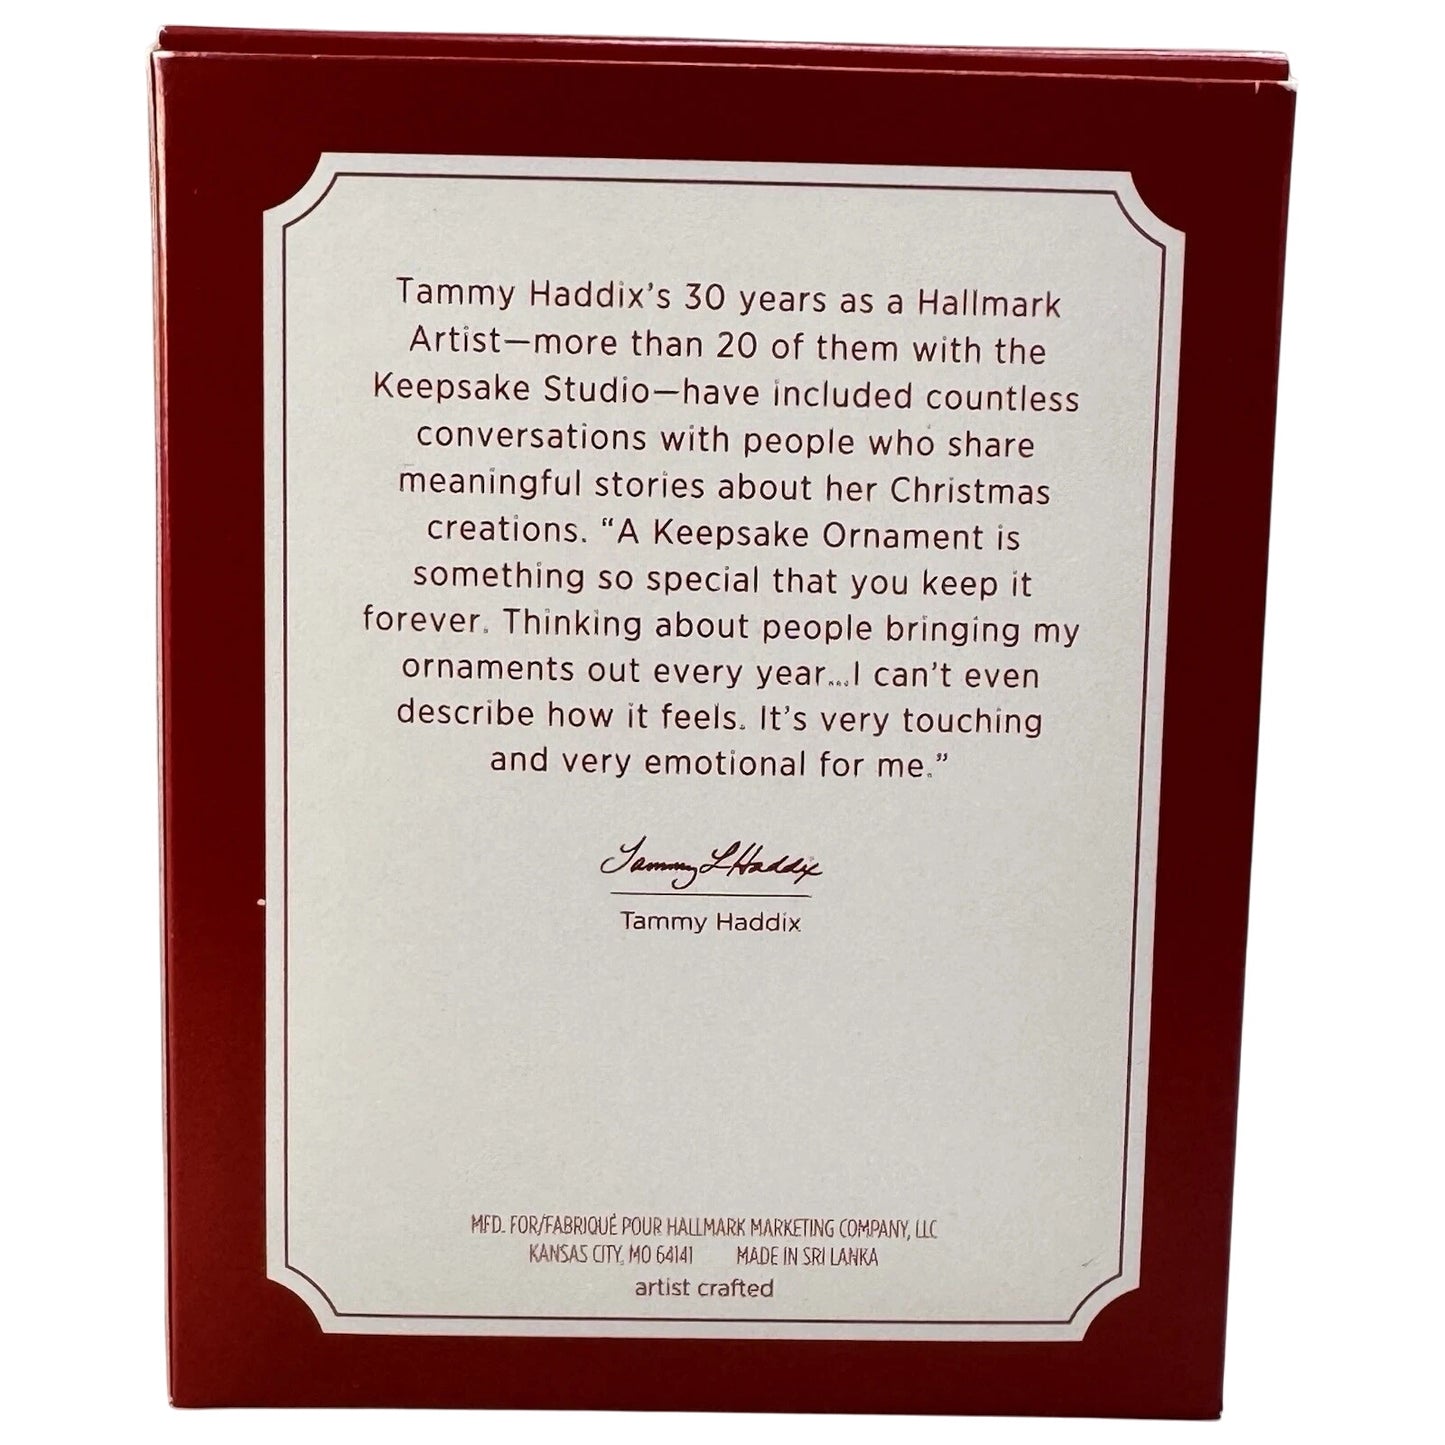 Tammy Haddix's 30 years as a Hallmark
Artist—more than 20 of them with the
Keepsake Studio—have included countless
conversations with people who share
meaningful stories about her Christmas
creations. “A Keepsake Ornament is
something so special that you keep it
forever. Thinking about people bringing my
ornaments out every year...I can't even
describe how it feels. It's very touching
and very emotional for me.”
Tammy L Haddix
Tammy Haddix
MFD. FOR/FABRIQUÉ POUR HALLMARK MARKETING COMPANY, LLC
KANSAS CITY, MO 64141 MADE IN SRI LANKA
artist crafted